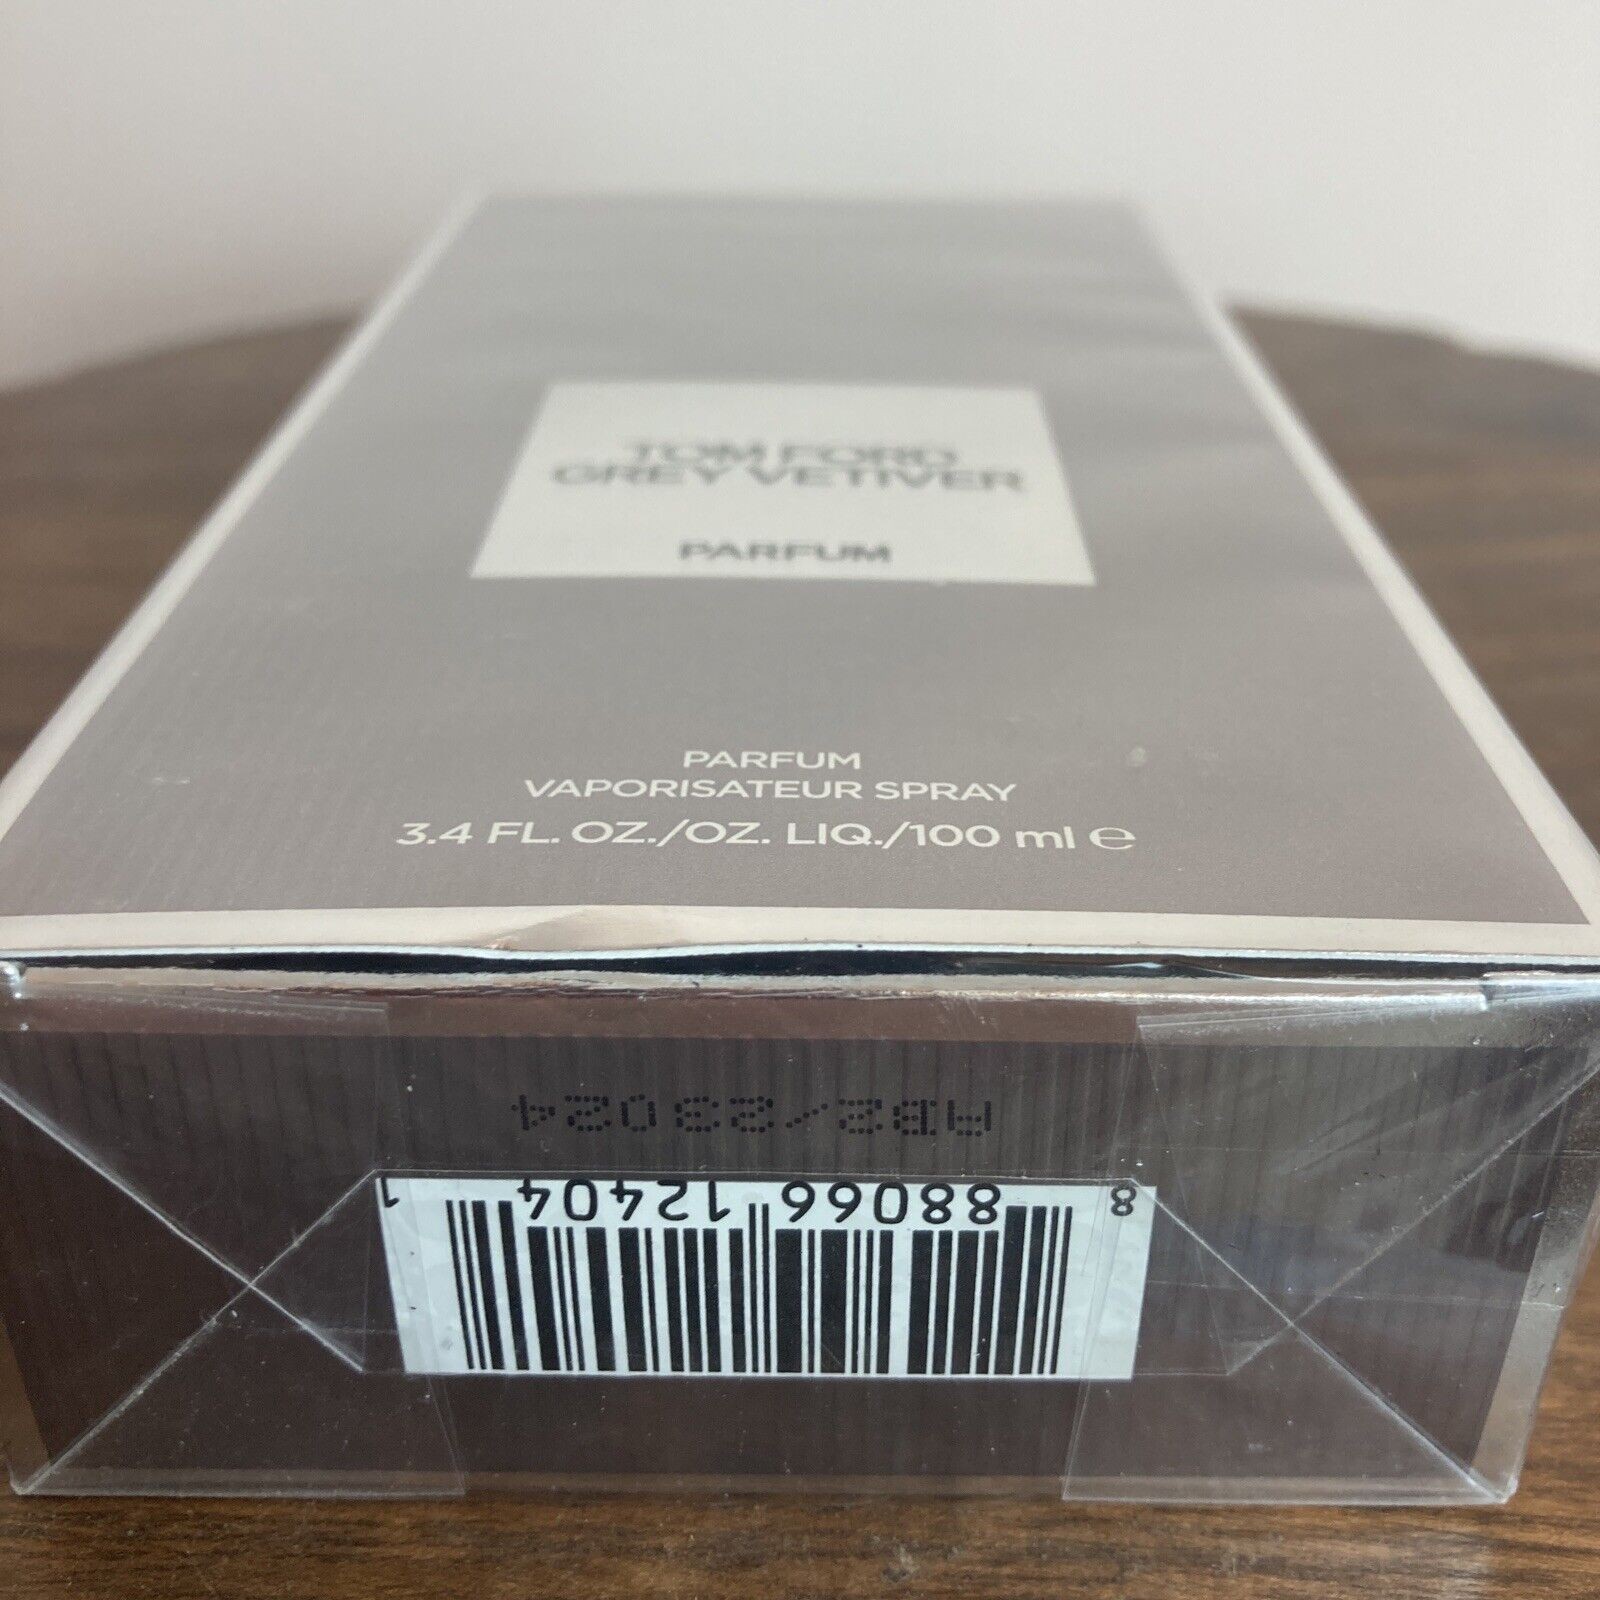 TOM FORD
GREY VETIVER
PARFUM
PARFUM
VAPORISATEUR SPRAY
3.4 FL. OZ./OZ. LIQ./100 ml e
AB2/23024
8 88066 12404 1